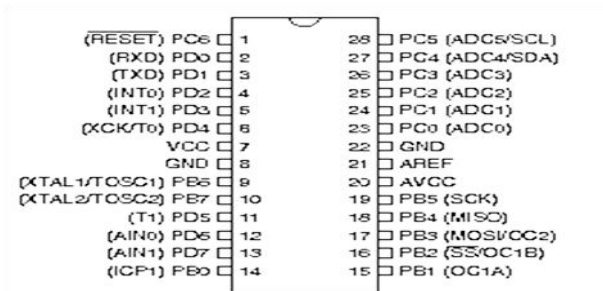 (RESET) PC6 1 28 PC5 (ADC5/SCL)
(RXD) PD0 2 27 PC4 (ADC4/SDA)
(TXD) PD1 3 26 PC3 (ADC3)
(INT0) PD2 4 25 PC2 (ADC2)
(INT1) PD3 5 24 PC1 (ADC1)
(XCK/T0) PD4 6 23 PC0 (ADC0)
VCC 7 22 GND
GND 8 21 AREF
(XTAL1/TOSC1) PB6 9 20 AVCC
(XTAL2/TOSC2) PB7 10 19 PB5 (SCK)
(T1) PD5 11 18 PB4 (MISO)
(AIN0) PD6 12 17 PB3 (MOSI/OC2)
(AIN1) PD7 13 16 PB2 (SS/OC1B)
(ICP1) PB0 14 15 PB1 (OC1A)